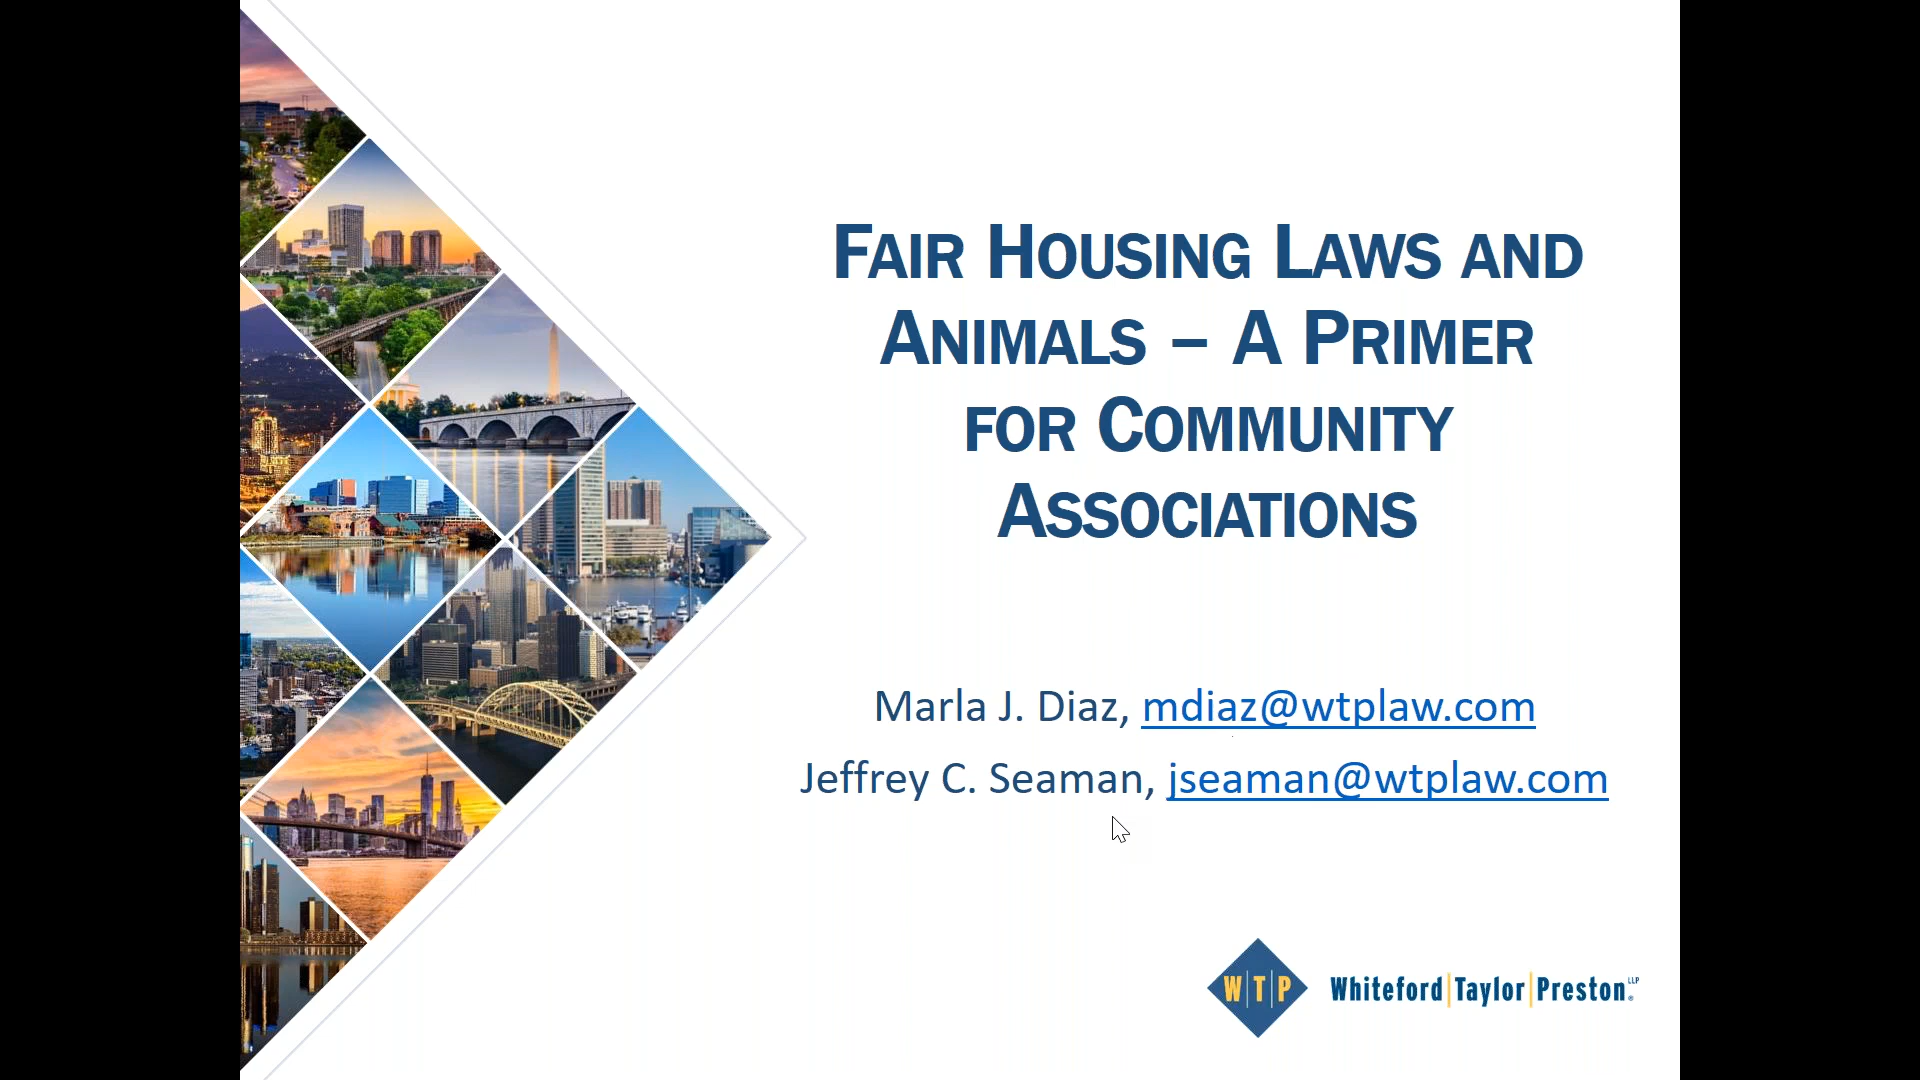 FAIR HOUSING LAWS AND
ANIMALS – A PRIMER
FOR COMMUNITY
ASSOCIATIONS
Marla J. Diaz, mdiaz@wtplaw.com
Jeffrey C. Seaman, jseaman@wtplaw.com
W|T|P Whiteford|Taylor|Preston LLP ®